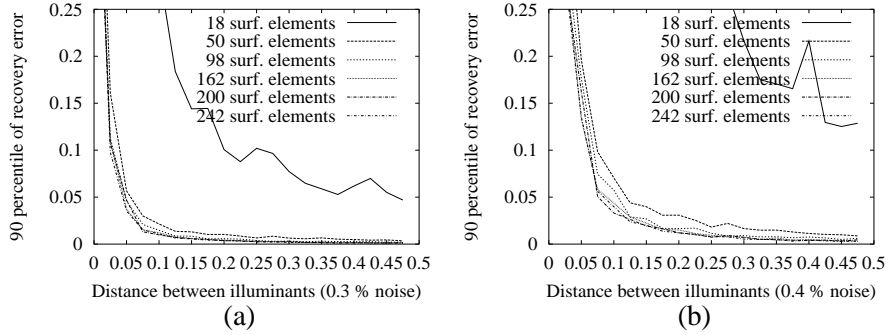 90 percentile of recovery error
0.25
0.2
0.15
0.1
0.05
0
18 surf. elements
50 surf. elements
98 surf. elements
162 surf. elements
200 surf. elements
242 surf. elements
0 0.05 0.1 0.15 0.2 0.25 0.3 0.35 0.4 0.45 0.5
Distance between illuminants (0.3 % noise)
(a)
90 percentile of recovery error
0.25
0.2
0.15
0.1
0.05
0
18 surf. elements
50 surf. elements
98 surf. elements
162 surf. elements
200 surf. elements
242 surf. elements
0 0.05 0.1 0.15 0.2 0.25 0.3 0.35 0.4 0.45 0.5
Distance between illuminants (0.4 % noise)
(b)